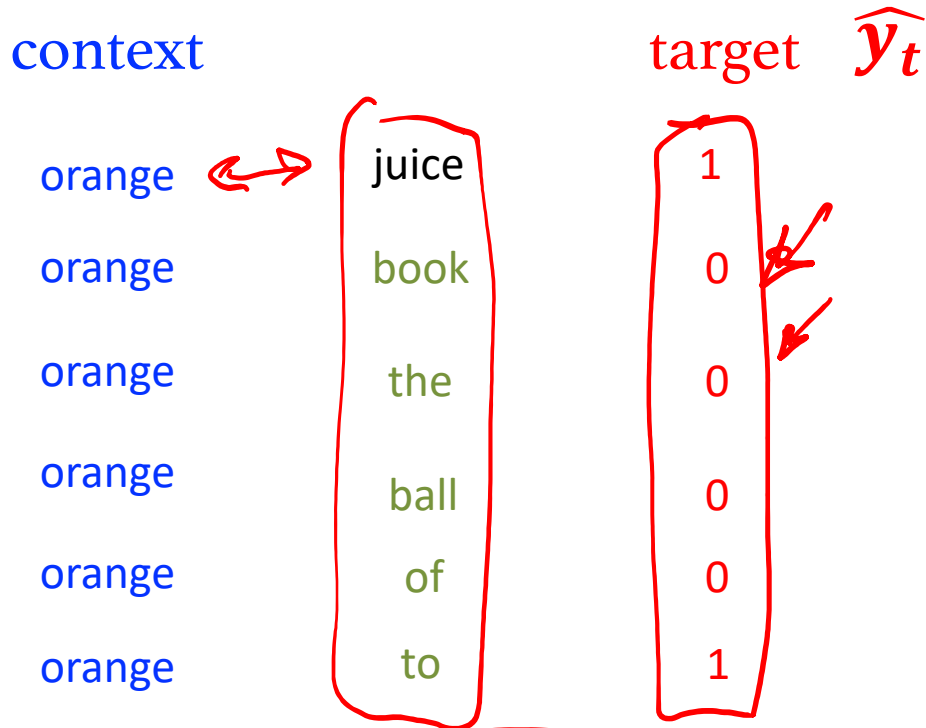 context target ŷₜ
orange juice 1
orange book 0
orange the 0
orange ball 0
orange of 0
orange to 1